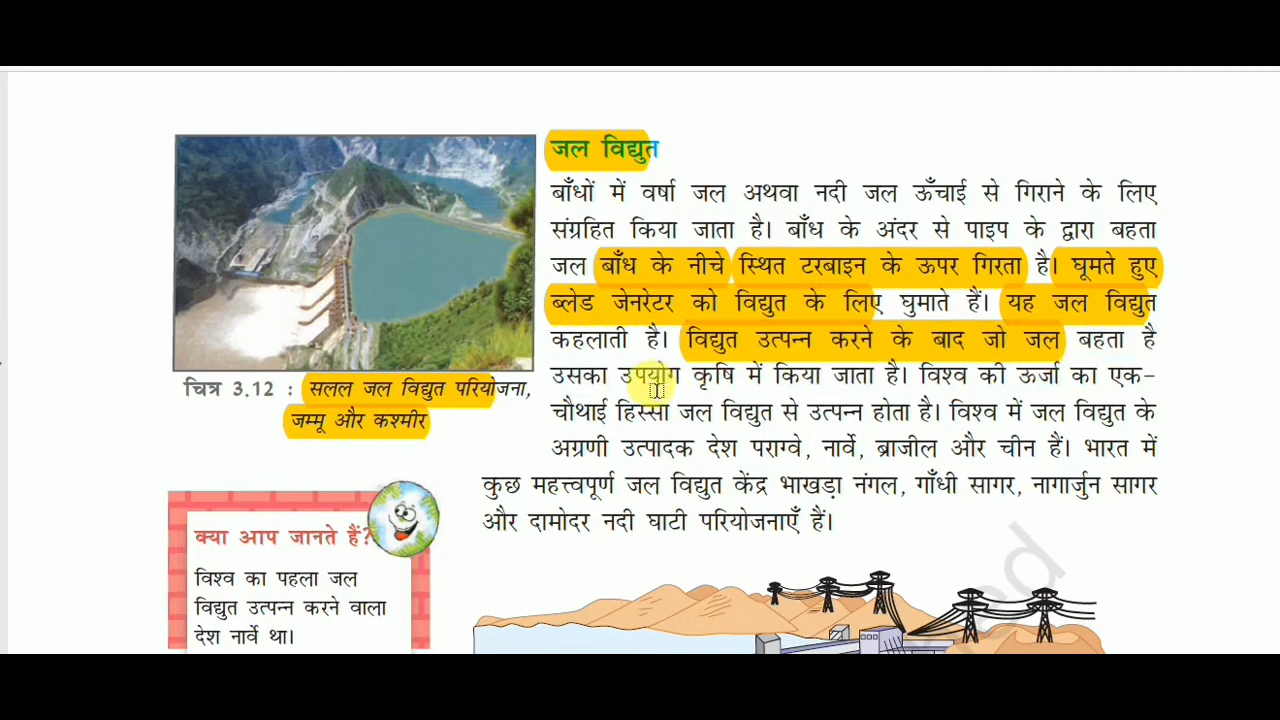 जल विद्युत
बाँधों में वर्षा जल अथवा नदी जल ऊँचाई से गिराने के लिए
संग्रहित किया जाता है। बाँध के अंदर से पाइप के द्वारा बहता
जल बाँध के नीचे स्थित टरबाइन के ऊपर गिरता है। घूमते हुए
ब्लेड जेनरेटर को विद्युत के लिए घुमाते हैं। यह जल विद्युत
कहलाती है। विद्युत उत्पन्न करने के बाद जो जल बहता है
उसका उपयोग कृषि में किया जाता है। विश्व की ऊर्जा का एक-
चौथाई हिस्सा जल विद्युत से उत्पन्न होता है। विश्व में जल विद्युत के
अग्रणी उत्पादक देश पराग्वे, नार्वे, ब्राजील और चीन हैं। भारत में
कुछ महत्त्वपूर्ण जल विद्युत केंद्र भाखड़ा नंगल, गाँधी सागर, नागार्जुन सागर
और दामोदर नदी घाटी परियोजनाएँ हैं।
चित्र 3.12 : सलल जल विद्युत परियोजना,
जम्मू और कश्मीर
क्या आप जानते हैं?
विश्व का पहला जल
विद्युत उत्पन्न करने वाला
देश नार्वे था।